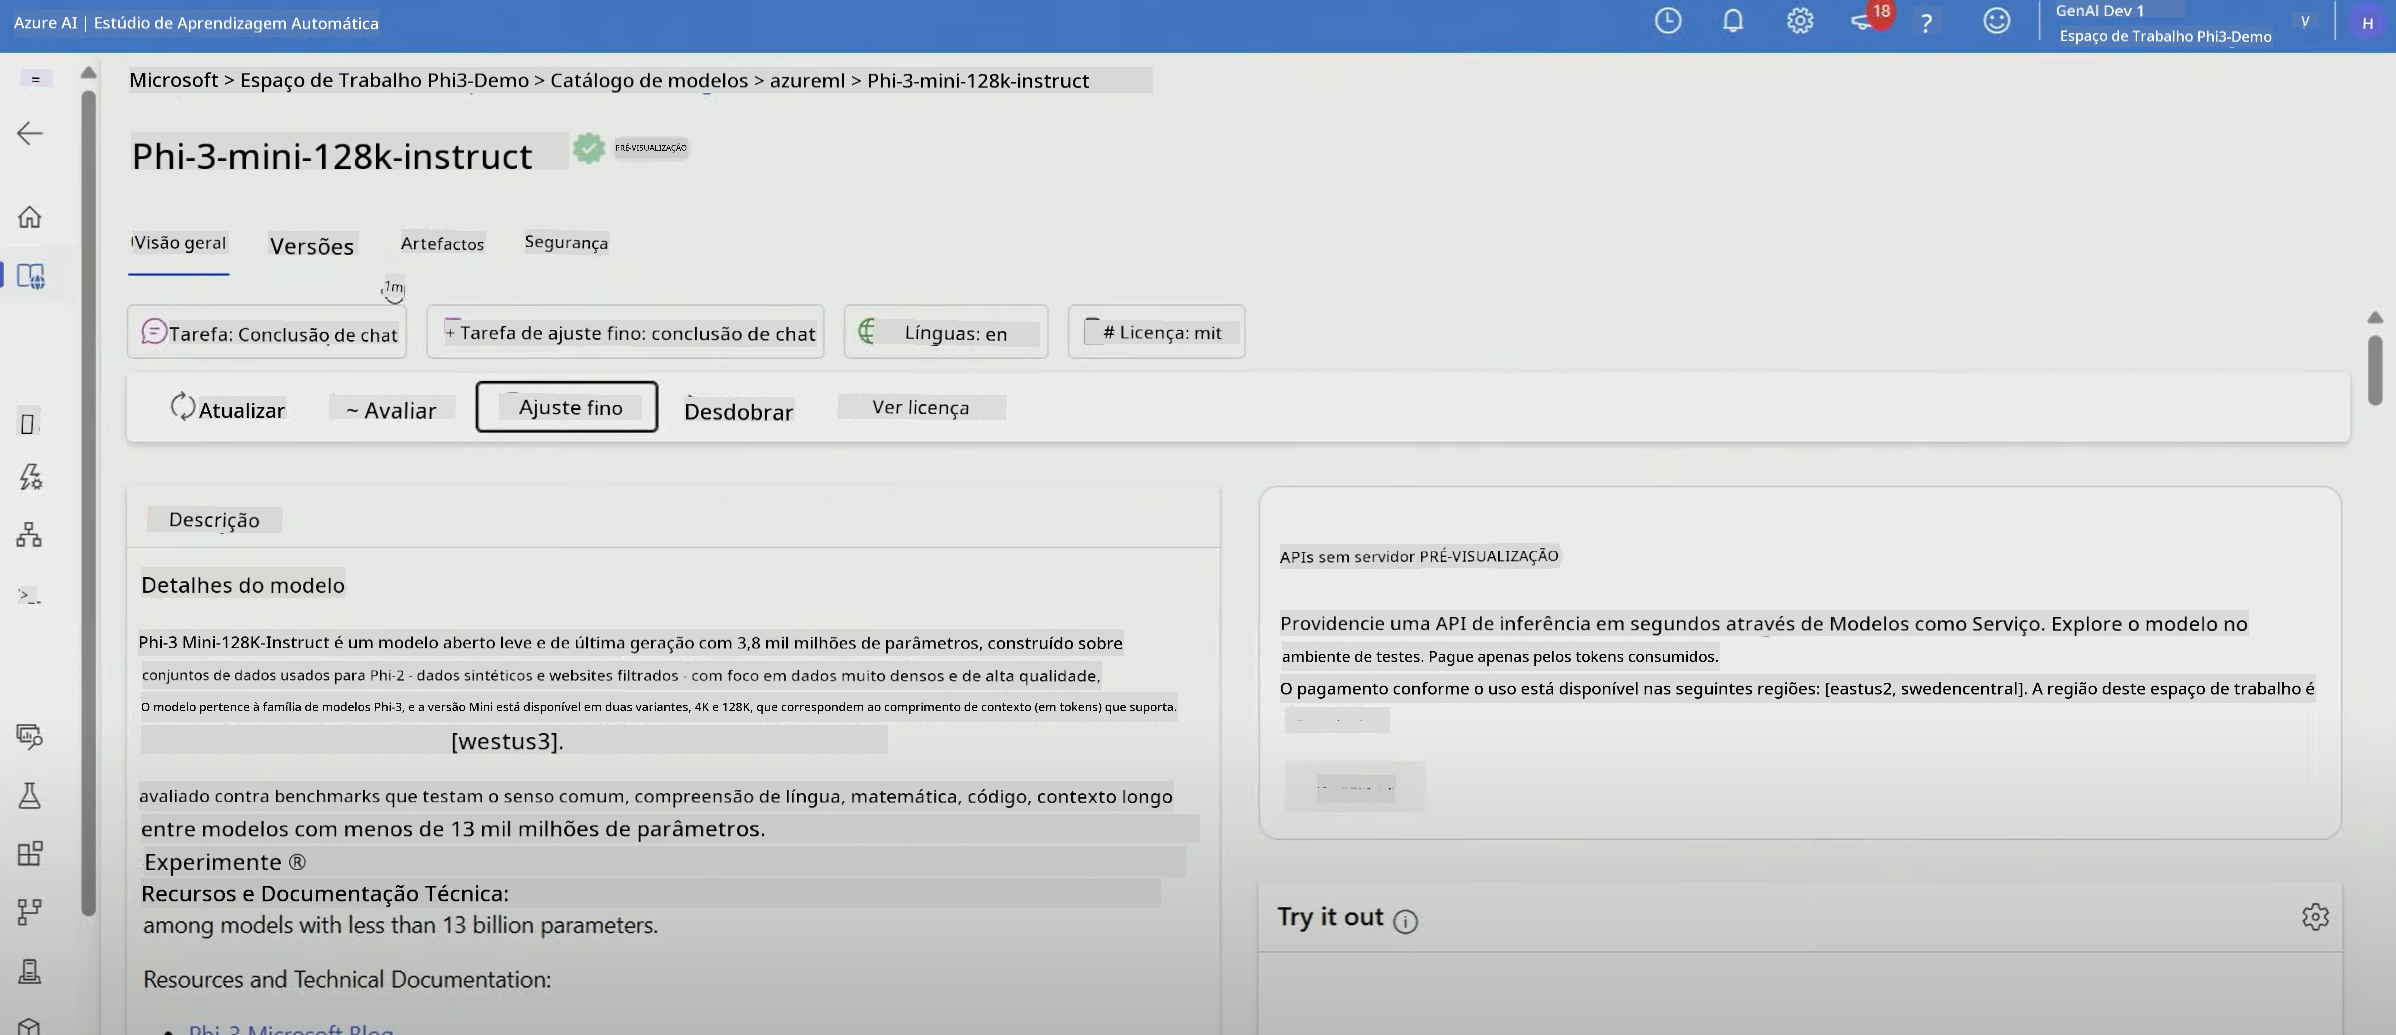 Azure AI | Estúdio de Aprendizagem Automática
18
?
GenAI Dev 1
Espaço de Trabalho Phi3-Demo
V
H
=
Microsoft > Espaço de Trabalho Phi3-Demo > Catálogo de modelos > azureml > Phi-3-mini-128k-instruct
Phi-3-mini-128k-instruct
PRÉ-VISUALIZAÇÃO
Visão geral
Versões
Artefactos
Segurança
1m
Tarefa: Conclusão de chat
+ Tarefa de ajuste fino: conclusão de chat
Línguas: en
# Licença: mit
Atualizar
~ Avaliar
Ajuste fino
Desdobrar
Ver licença
Descrição
Detalhes do modelo
Phi-3 Mini-128K-Instruct é um modelo aberto leve e de última geração com 3,8 mil milhões de parâmetros, construído sobre
conjuntos de dados usados para Phi-2 - dados sintéticos e websites filtrados - com foco em dados muito densos e de alta qualidade,
O modelo pertence à família de modelos Phi-3, e a versão Mini está disponível em duas variantes, 4K e 128K, que correspondem ao comprimento de contexto (em tokens) que suporta.
[westus3].
avaliado contra benchmarks que testam o senso comum, compreensão de língua, matemática, código, contexto longo
entre modelos com menos de 13 mil milhões de parâmetros.
Experimente ®
Recursos e Documentação Técnica:
among models with less than 13 billion parameters.
Resources and Technical Documentation:
Phi-3 Microsoft Blog
APIs sem servidor PRÉ-VISUALIZAÇÃO
Providencie uma API de inferência em segundos através de Modelos como Serviço. Explore o modelo no
ambiente de testes. Pague apenas pelos tokens consumidos.
O pagamento conforme o uso está disponível nas seguintes regiões: [eastus2, swedencentral]. A região deste espaço de trabalho é
Try it out